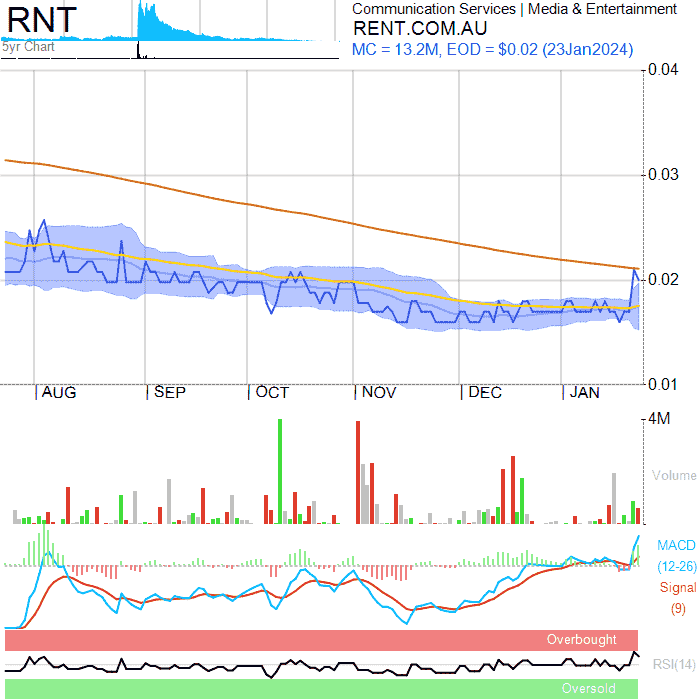 RNT
5yr Chart
Communication Services | Media & Entertainment
RENT.COM.AU
MC = 13.2M, EOD = $0.02 (23Jan2024)
0.04
0.03
0.02
0.01
AUG SEP OCT NOV DEC JAN
4M
Volume
MACD
(12-26)
Signal
(9)
Overbought
RSI(14)
Oversold